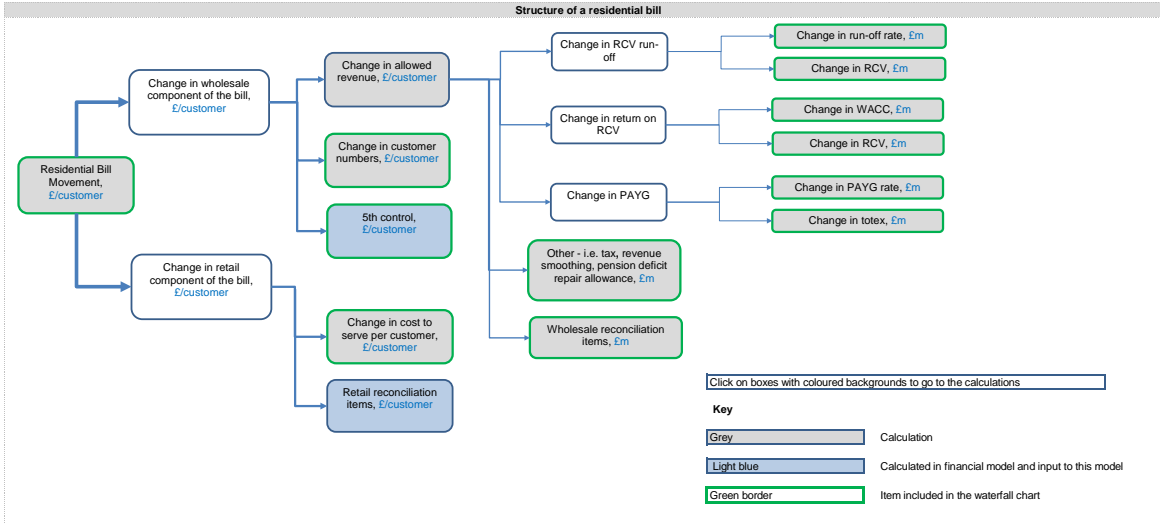 Structure of a residential bill
Residential Bill
Movement,
£/customer
Change in wholesale
component of the bill,
£/customer
Change in retail
component of the bill,
£/customer
Change in allowed
revenue, £/customer
Change in customer
numbers, £/customer
5th control,
£/customer
Change in cost to
serve per customer,
£/customer
Retail reconciliation
items, £/customer
Change in RCV run-
off
Change in return on
RCV
Change in PAYG
Other - i.e. tax, revenue
smoothing, pension deficit
repair allowance, £m
Wholesale reconciliation
items, £m
Change in run-off rate, £m
Change in RCV, £m
Change in WACC, £m
Change in RCV, £m
Change in PAYG rate, £m
Change in totex, £m
Click on boxes with coloured backgrounds to go to the calculations
Key
Grey
Calculation
Light blue
Calculated in financial model and input to this model
Green border
Item included in the waterfall chart